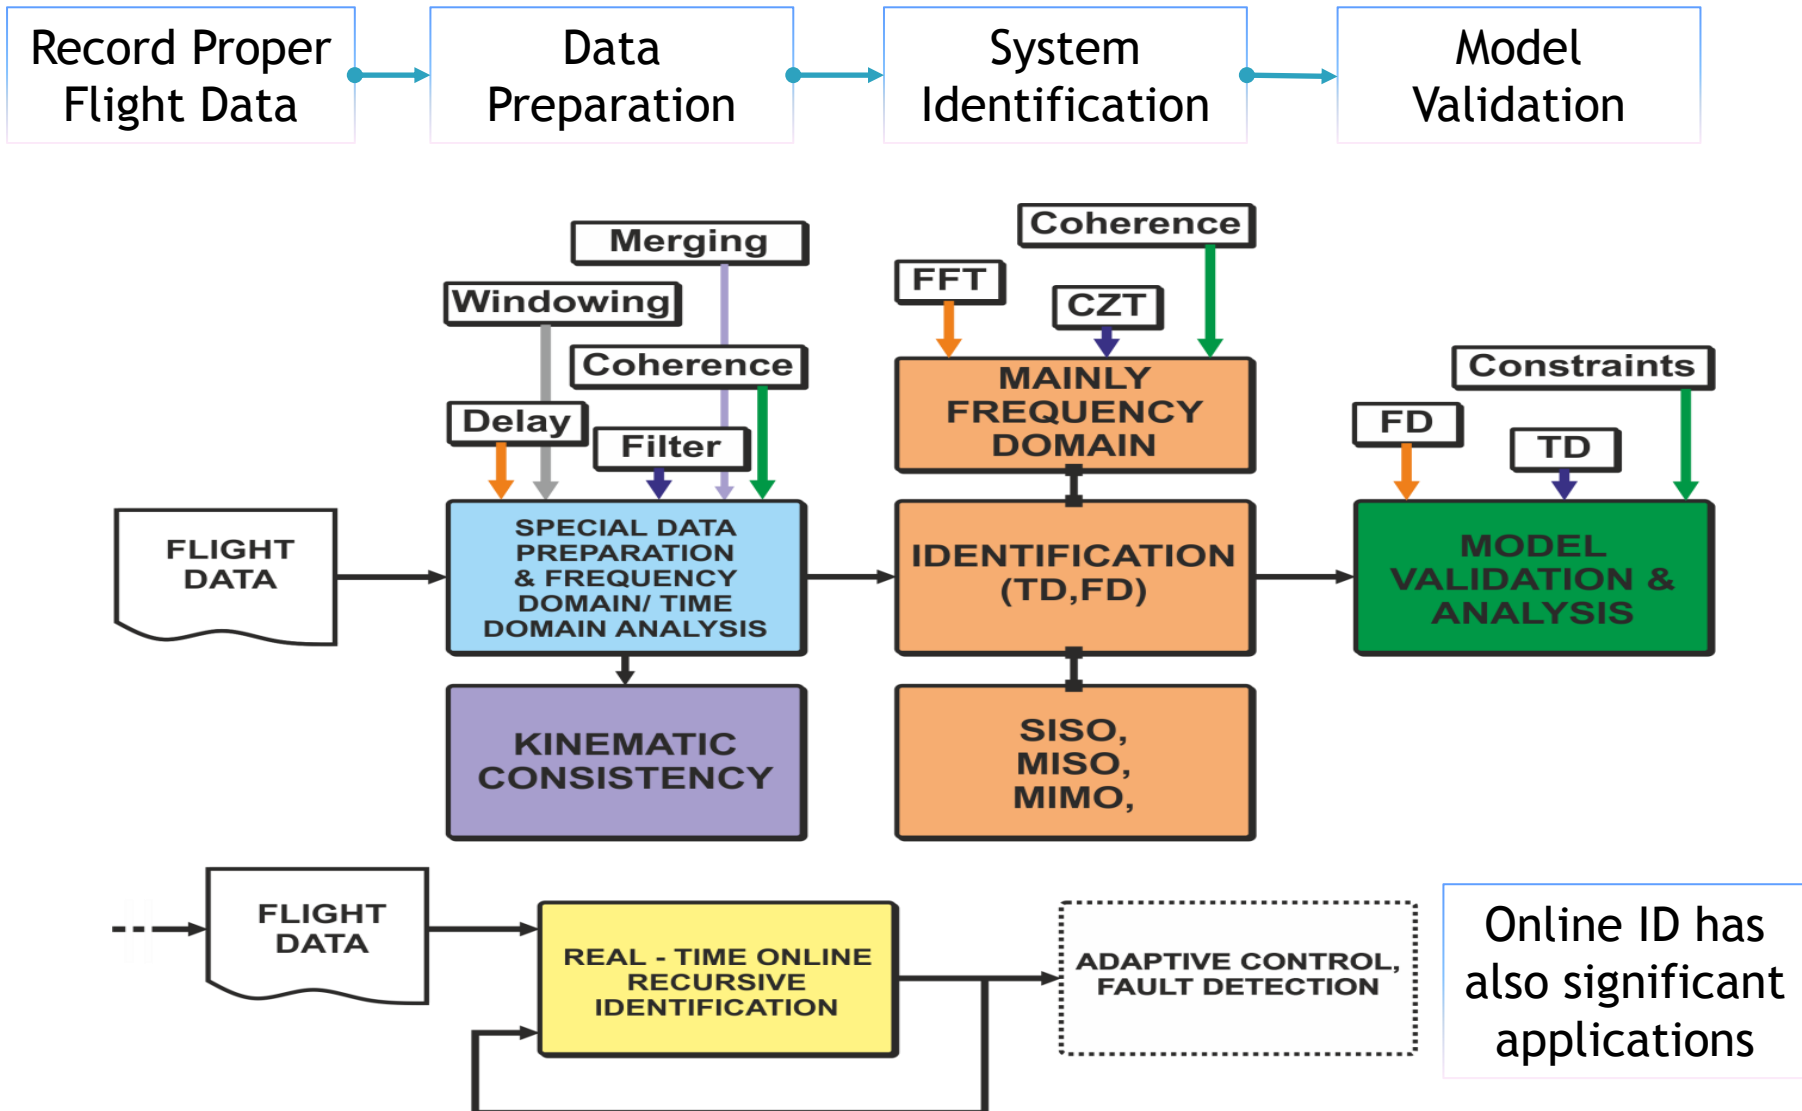 Record Proper
Flight Data
Data
Preparation
System
Identification
Model
Validation
Merging
Windowing
Coherence
Delay
Filter
Coherence
FFT
CZT
Constraints
FD
TD
FLIGHT
DATA
SPECIAL DATA
PREPARATION
& FREQUENCY
DOMAIN/ TIME
DOMAIN ANALYSIS
KINEMATIC
CONSISTENCY
MAINLY
FREQUENCY
DOMAIN
IDENTIFICATION
(TD,FD)
SISO,
MISO,
MIMO,
MODEL
VALIDATION &
ANALYSIS
FLIGHT
DATA
REAL - TIME ONLINE
RECURSIVE
IDENTIFICATION
ADAPTIVE CONTROL,
FAULT DETECTION
Online ID has
also significant
applications